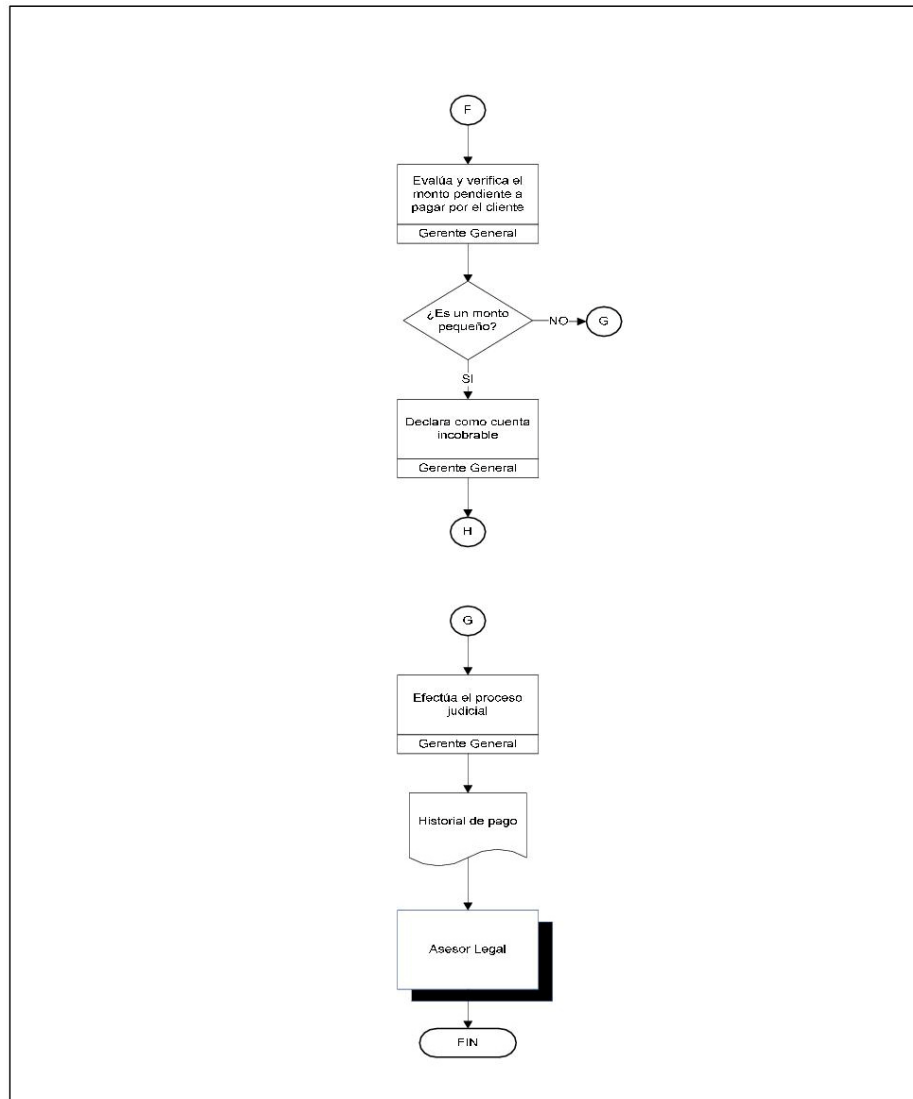 F
Evalúa y verifica el
monto pendiente a
pagar por el cliente
Gerente General
¿Es un monto
pequeño?
NO
G
SI
Declara como cuenta
incobrable
Gerente General
H
G
Efectúa el proceso
judicial
Gerente General
Historial de pago
Asesor Legal
FIN